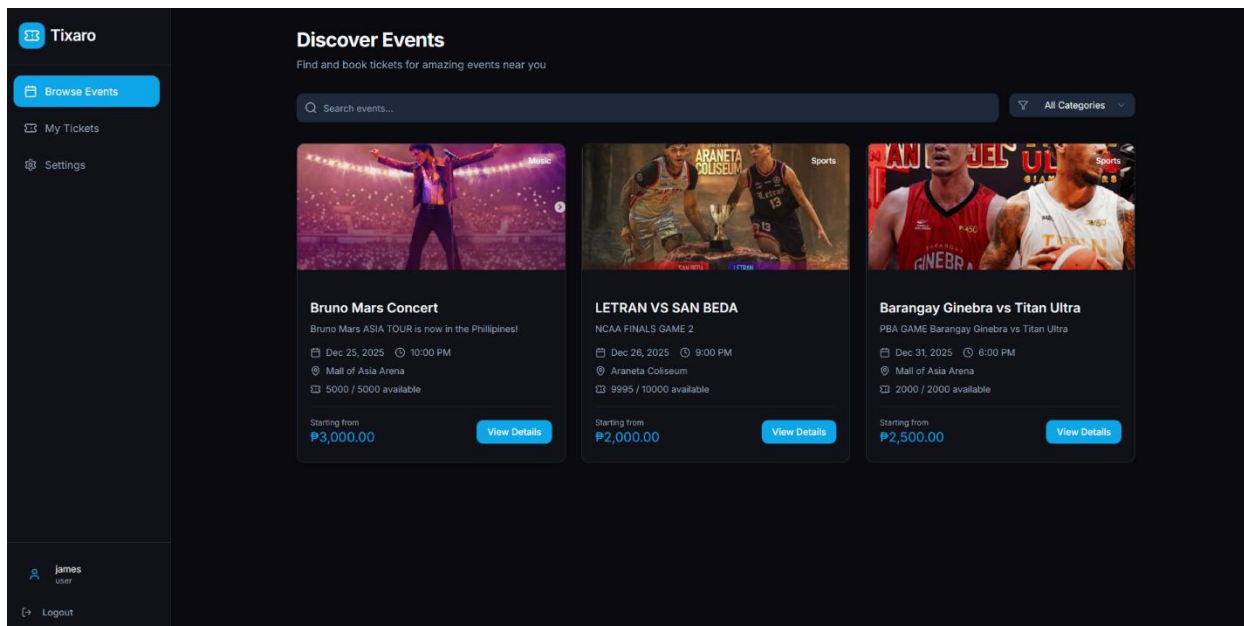 Tixaro
Browse Events
My Tickets
Settings
james
user
Logout
Discover Events
Find and book tickets for amazing events near you
Search events...
All Categories
Music
Bruno Mars Concert
Bruno Mars ASIA TOUR is now in the Phillipines!
Dec 25, 2025 10:00 PM
Mall of Asia Arena
5000 / 5000 available
Starting from
₱3,000.00
View Details
ARANETA
COLISEUM
Sports
Letran
13
SAN BEDA
LETRAN
LETRAN VS SAN BEDA
NCAA FINALS GAME 2
Dec 26, 2025 9:00 PM
Araneta Coliseum
9995 / 10000 available
Starting from
₱2,000.00
View Details
Sports
BARANGAY
GINEBRA
Barangay Ginebra vs Titan Ultra
PBA GAME Barangay Ginebra vs Titan Ultra
Dec 31, 2025 6:00 PM
Mall of Asia Arena
2000 / 2000 available
Starting from
₱2,500.00
View Details